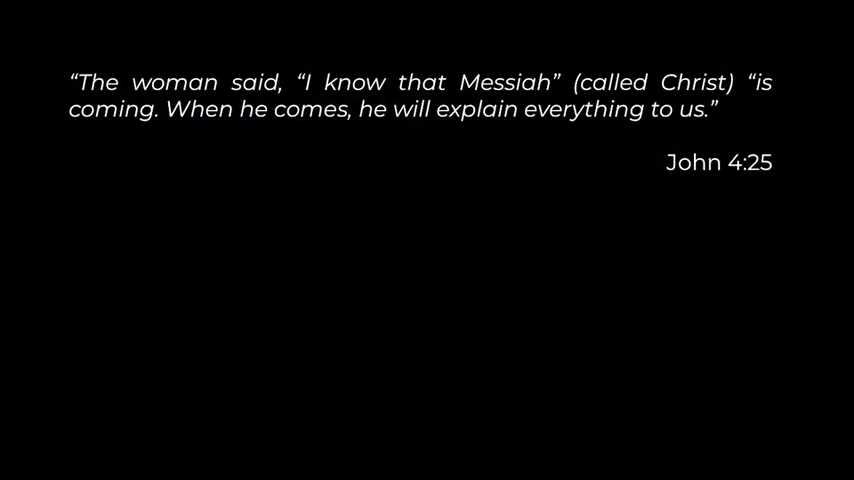 “The woman said, “I know that Messiah” (called Christ) “is
coming. When he comes, he will explain everything to us.”
John 4:25